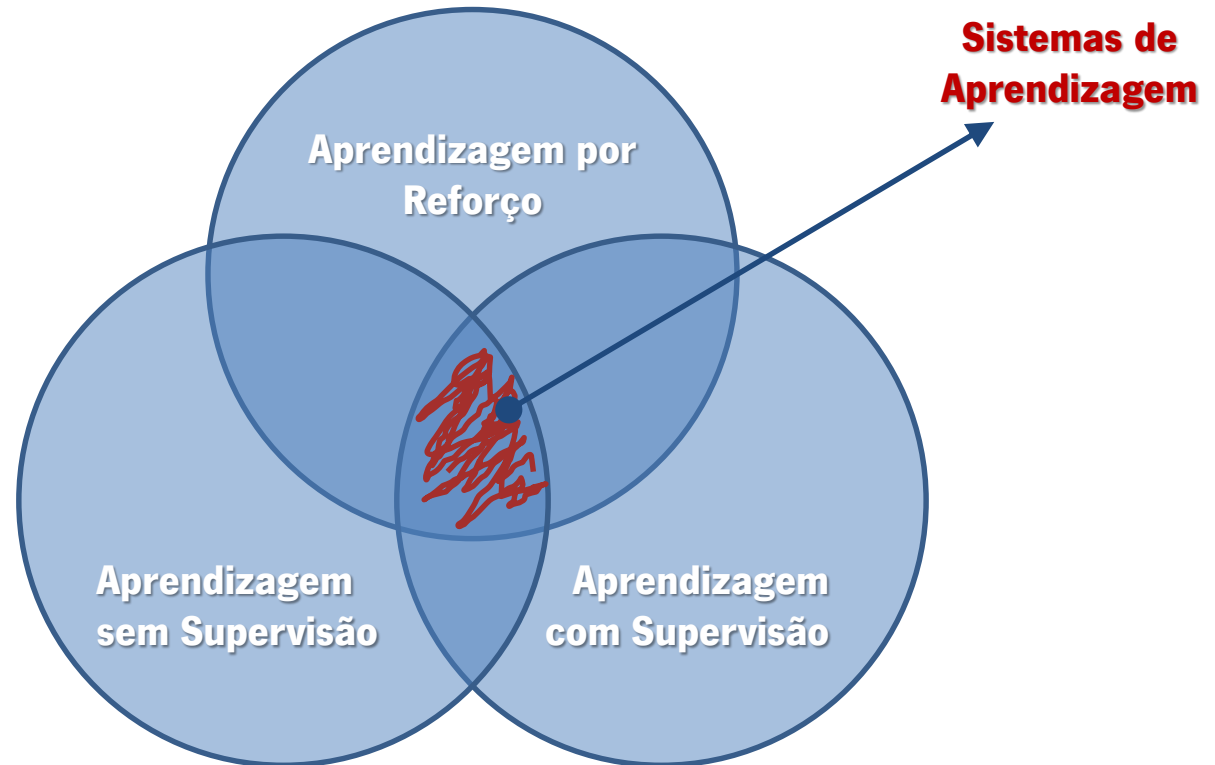 Sistemas de
Aprendizagem
Aprendizagem por
Reforço
Aprendizagem
sem Supervisão
Aprendizagem
com Supervisão